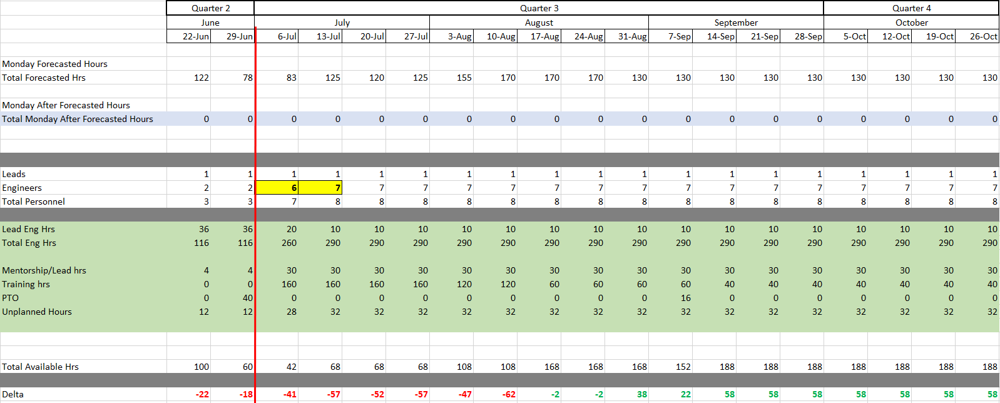 Quarter 2 Quarter 3 Quarter 4
June July August September October
22-Jun 29-Jun 6-Jul 13-Jul 20-Jul 27-Jul 3-Aug 10-Aug 17-Aug 24-Aug 31-Aug 7-Sep 14-Sep 21-Sep 28-Sep 5-Oct 12-Oct 19-Oct 26-Oct
Monday Forecasted Hours
Total Forecasted Hrs 122 78 83 125 120 125 155 170 170 170 130 130 130 130 130 130 130 130 130
Monday After Forecasted Hours
Total Monday After Forecasted Hours 0 0 0 0 0 0 0 0 0 0 0 0 0 0 0 0 0 0 0
Leads 1 1 1 1 1 1 1 1 1 1 1 1 1 1 1 1 1 1 1
Engineers 2 2 6 7 7 7 7 7 7 7 7 7 7 7 7 7 7 7 7
Total Personnel 3 3 7 8 8 8 8 8 8 8 8 8 8 8 8 8 8 8 8
Lead Eng Hrs 36 36 20 10 10 10 10 10 10 10 10 10 10 10 10 10 10 10 10
Total Eng Hrs 116 116 260 290 290 290 290 290 290 290 290 290 290 290 290 290 290 290 290
Mentorship/Lead hrs 4 4 30 30 30 30 30 30 30 30 30 30 30 30 30 30 30 30 30
Training hrs 0 0 160 160 160 160 120 120 60 60 60 60 40 40 40 40 40 40 40
PTO 0 40 0 0 0 0 0 0 0 0 0 16 0 0 0 0 0 0 0
Unplanned Hours 12 12 28 32 32 32 32 32 32 32 32 32 32 32 32 32 32 32 32
Total Available Hrs 100 60 42 68 68 68 108 108 168 168 168 152 188 188 188 188 188 188 188
Delta -22 -18 -41 -57 -52 -57 -47 -62 -2 -2 38 22 58 58 58 58 58 58 58